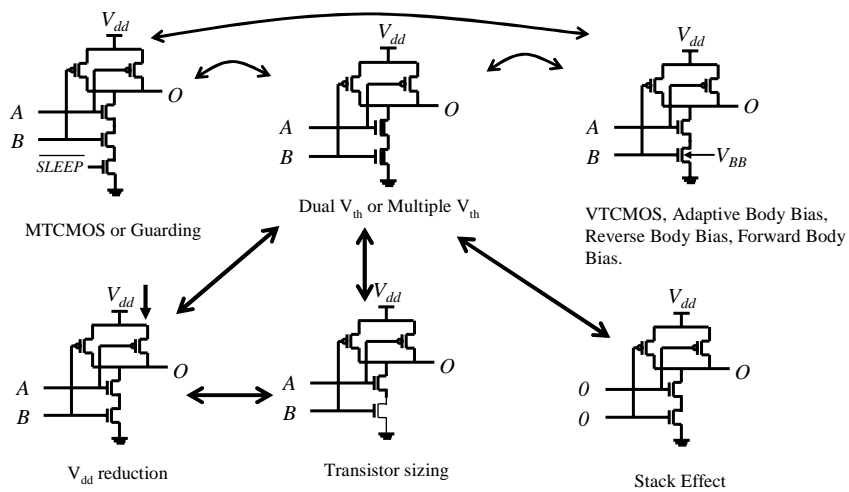 V_dd
V_dd
V_dd
A
B
SLEEP
O
A
B
O
A
B
O
V_BB
MTCMOS or Guarding
Dual V_th or Multiple V_th
VTCMOS, Adaptive Body Bias,
Reverse Body Bias, Forward Body
Bias.
V_dd
V_dd
V_dd
A
B
O
A
B
O
0
0
O
V_dd reduction
Transistor sizing
Stack Effect